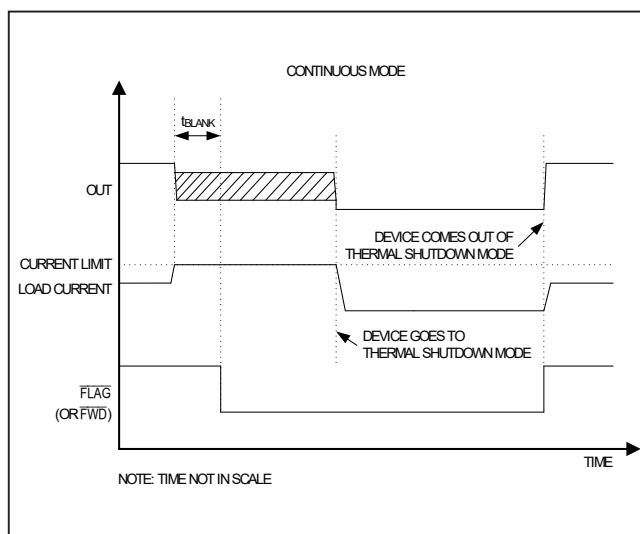 CONTINUOUS MODE
tBLANK
OUT
DEVICE COMES OUT OF
THERMAL SHUTDOWN MODE
CURRENT LIMIT
LOAD CURRENT
DEVICE GOES TO
THERMAL SHUTDOWN MODE
FLAG
(OR FWD)
TIME
NOTE: TIME NOT IN SCALE